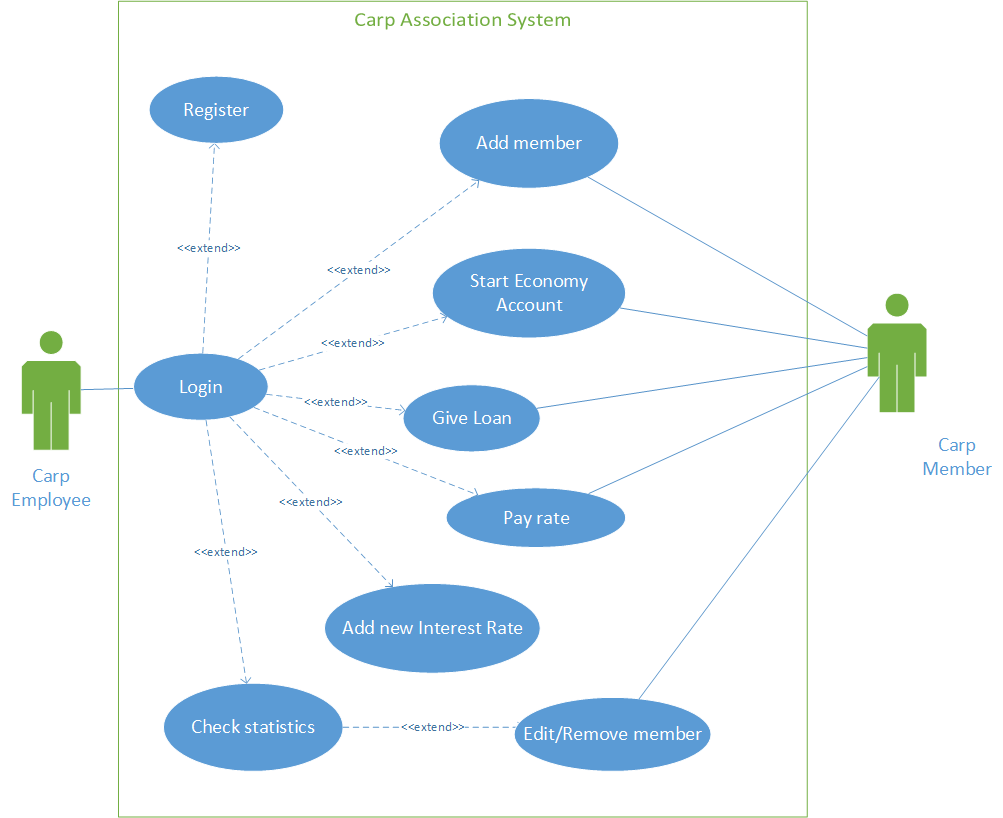 Carp Association System
Register
Add member
<<extend>>
<<extend>>
Start Economy
Account
<<extend>>
Login
<<extend>>
Give Loan
<<extend>>
Carp
Employee
Carp
Member
<<extend>>
Pay rate
<<extend>>
Add new Interest Rate
Check statistics
<<extend>>
Edit/Remove member